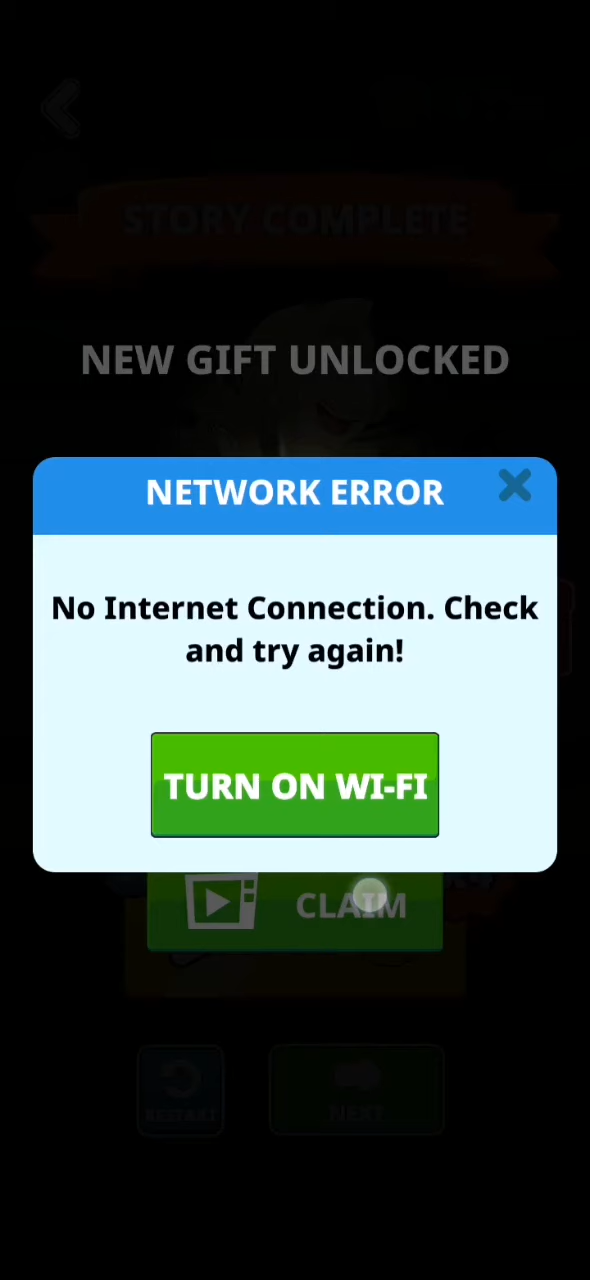 STORY COMPLETE
NEW GIFT UNLOCKED
NETWORK ERROR
No Internet Connection. Check
and try again!
TURN ON WI-FI
CLAIM
RESTART
NEXT